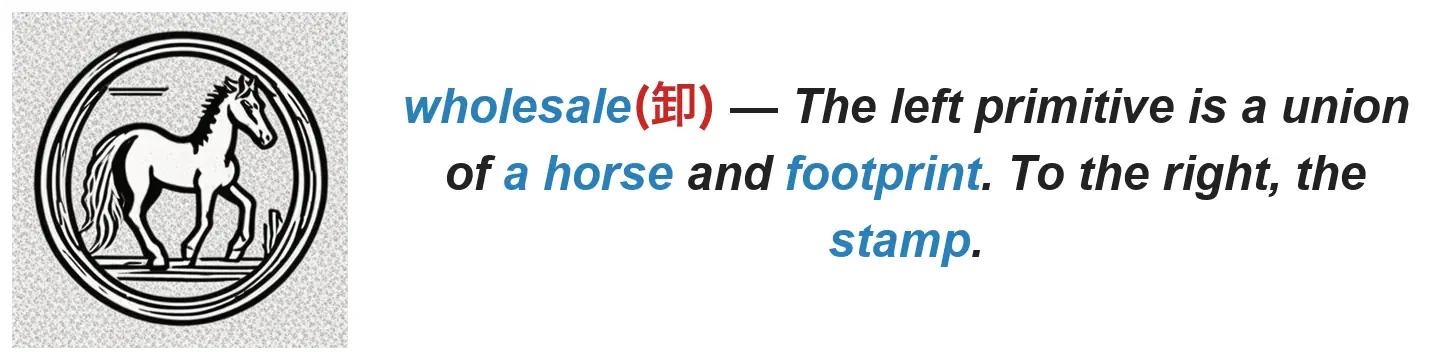 wholesale(卸) — The left primitive is a union
of a horse and footprint. To the right, the
stamp.